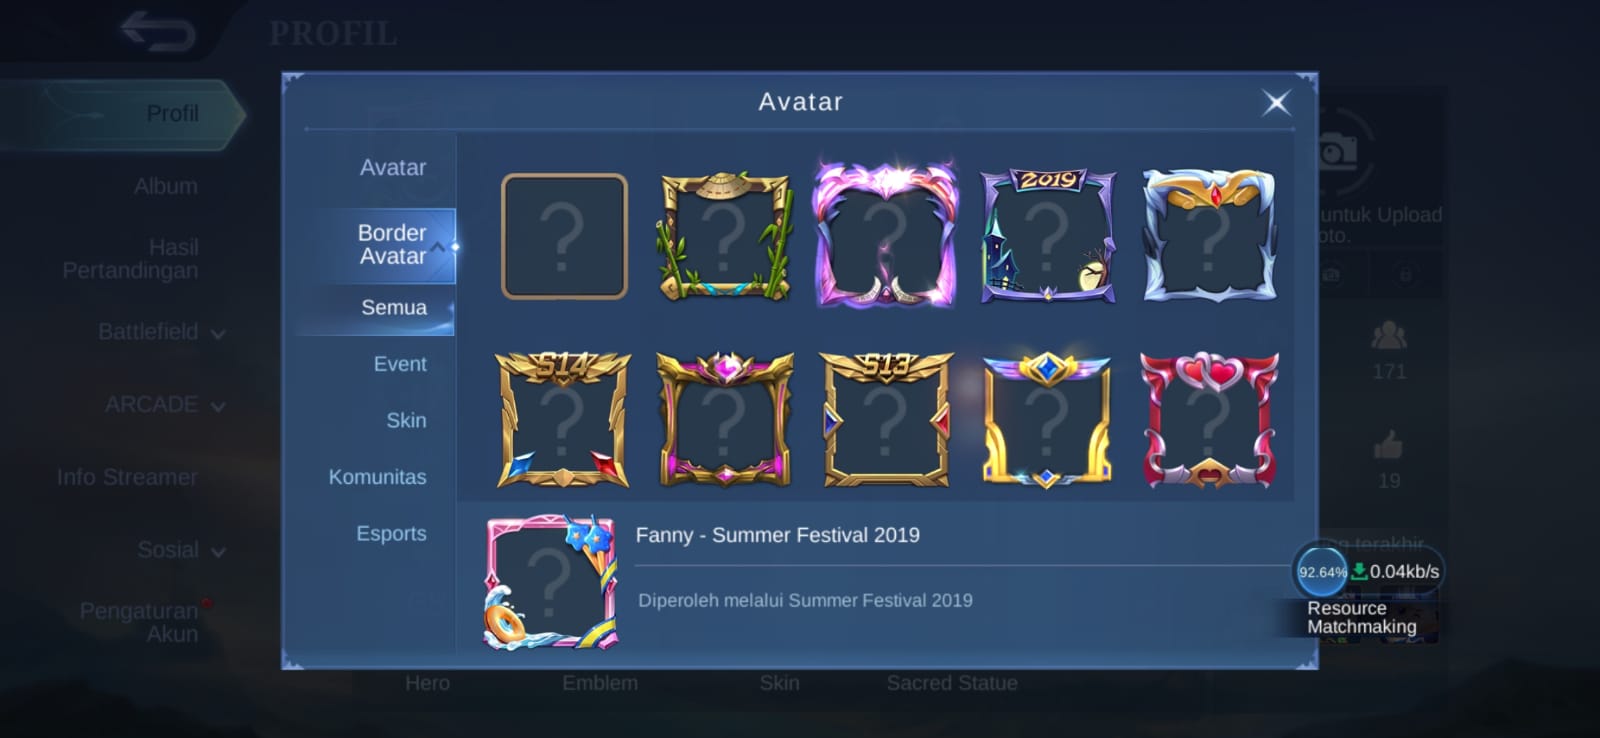 PROFIL
Profil
Album
Hasil
Pertandingan
Battlefield
ARCADE
Info Streamer
Sosial
Pengaturan
Akun
Avatar
Avatar
Border
Avatar
Semua
Event
Skin
Komunitas
Esports
2019
S14
S13
Fanny - Summer Festival 2019
Diperoleh melalui Summer Festival 2019
untuk Upload
oto.
171
19
terakhir
92.64%
0.04kb/s
Resource
Matchmaking
Hero
Emblem
Skin
Sacred Statue